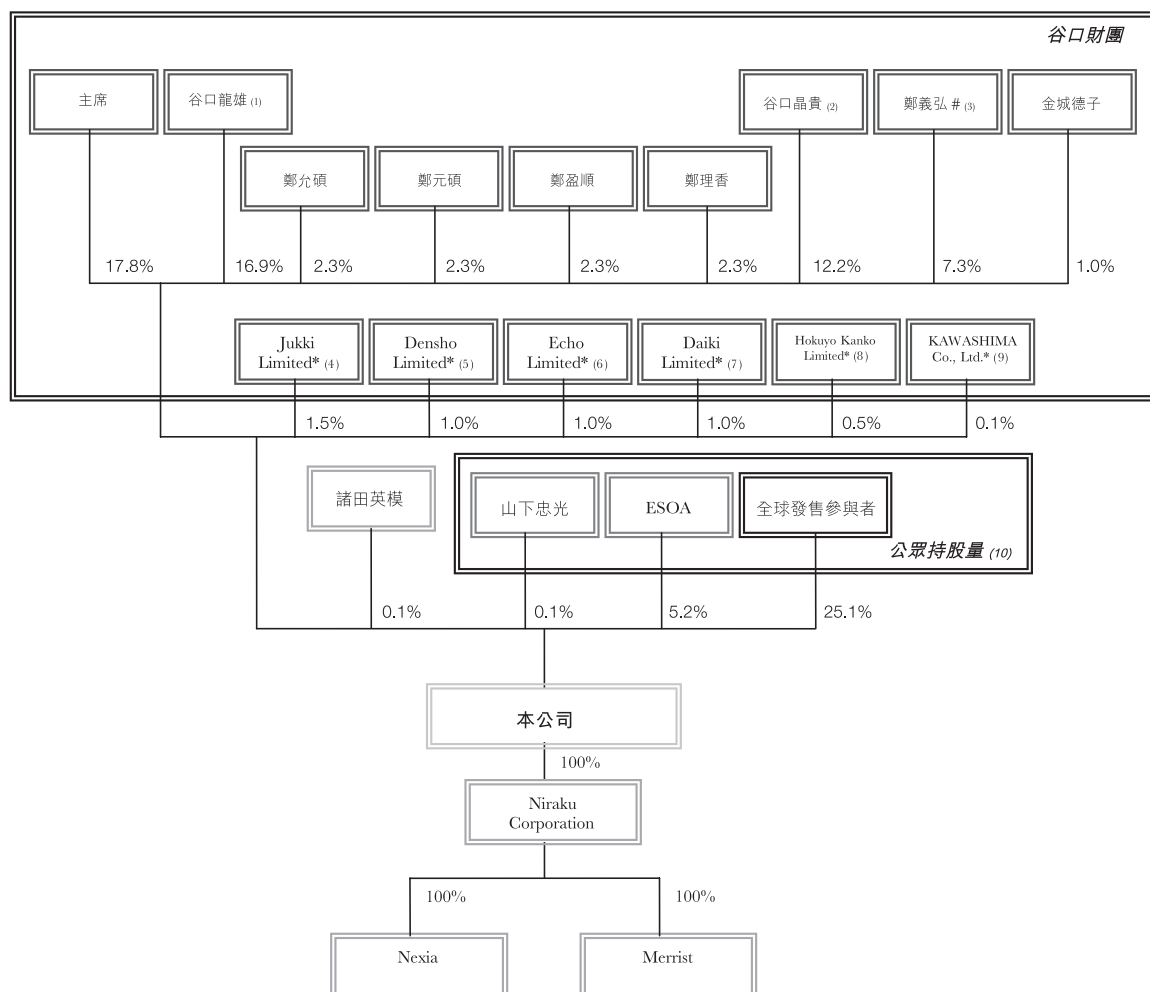 谷口財團
主席
谷口龍雄 (1)
谷口晶貴 (2)
鄭義弘 # (3)
金城德子
鄭允碩
鄭元碩
鄭盈順
鄭理香
17.8%
16.9%
2.3%
2.3%
2.3%
2.3%
12.2%
7.3%
1.0%
Jukki
Limited* (4)
Densho
Limited* (5)
Echo
Limited* (6)
Daiki
Limited* (7)
Hokuyo Kanko
Limited* (8)
KAWASHIMA
Co., Ltd.* (9)
1.5%
1.0%
1.0%
1.0%
0.5%
0.1%
諸田英模
山下忠光
ESOA
全球發售參與者
公眾持股量 (10)
0.1%
0.1%
5.2%
25.1%
本公司
100%
Niraku
Corporation
100%
100%
Nexia
Merrist